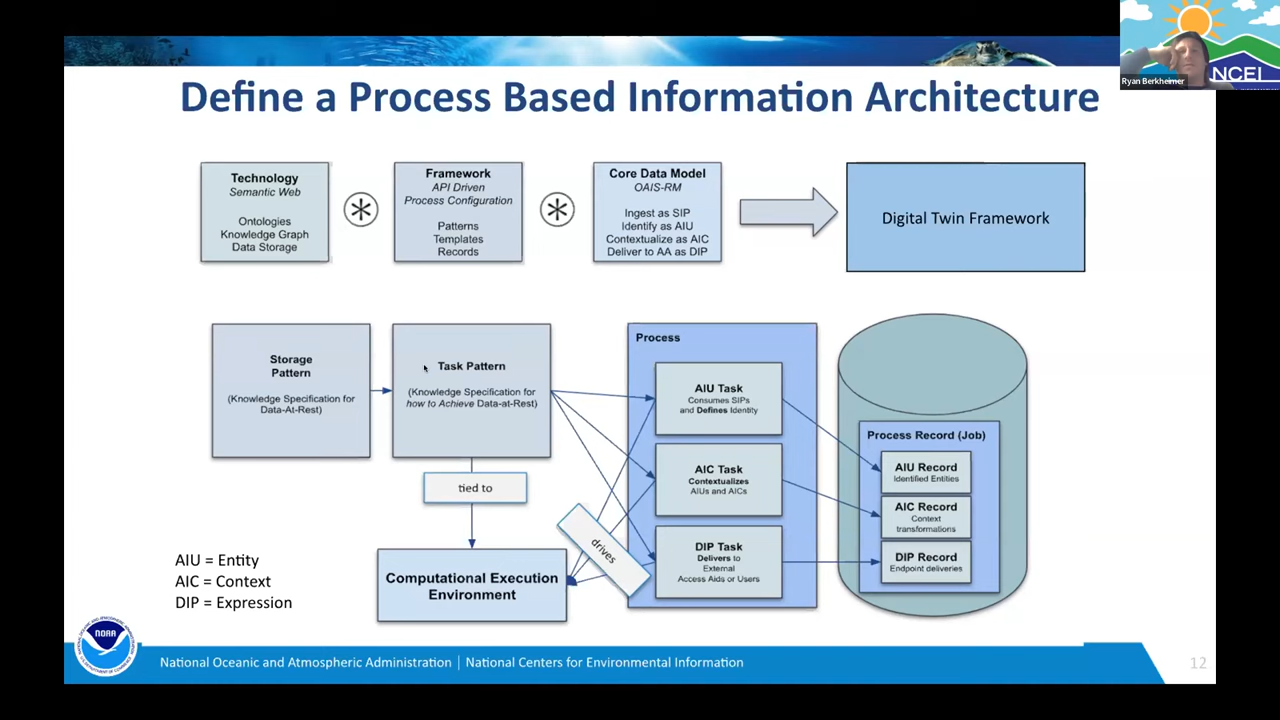 Define a Process Based Information Architecture
Ryan Berkheimer
NCEI
Technology
Semantic Web
Ontologies
Knowledge Graph
Data Storage
Framework
API Driven
Process Configuration
Patterns
Templates
Records
Core Data Model
OAIS-RM
Ingest as SIP
Identify as AIU
Contextualize as AIC
Deliver to AA as DIP
Digital Twin Framework
Storage
Pattern
(Knowledge Specification for
Data-At-Rest)
Task Pattern
(Knowledge Specification for
how to Achieve Data-at-Rest)
tied to
Computational Execution
Environment
drives
Process
AIU Task
Consumes SIPs
and Defines Identity
AIC Task
Contextualizes
AIUs and AICs
DIP Task
Delivers to
External
Access Aids or Users
Process Record (Job)
AIU Record
Identified Entities
AIC Record
Context
transformations
DIP Record
Endpoint deliveries
AIU = Entity
AIC = Context
DIP = Expression
NOAA
National Oceanic and Atmospheric Administration | National Centers for Environmental Information
12